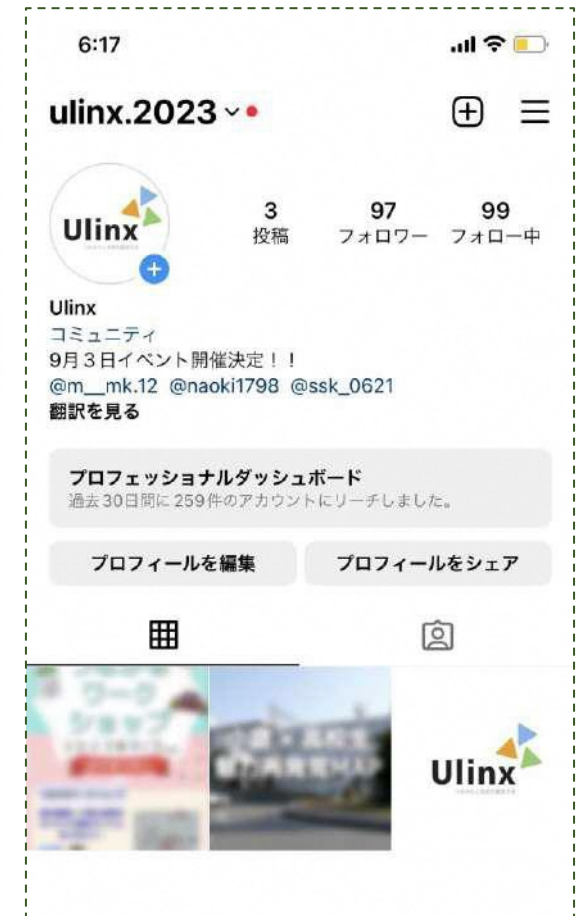 6:17
ulinx.2023
Ulinx
3
97
99
投稿
フォロワー
フォロー中
Ulinx
コミュニティ
9月3日イベント開催決定！！
@m__mk.12 @naoki1798 @ssk_0621
翻訳を見る
プロフェッショナルダッシュボード
過去30日間に259件のアカウントにリーチしました。
プロフィールを編集
プロフィールをシェア
ワーク
ショップ
Ulinx